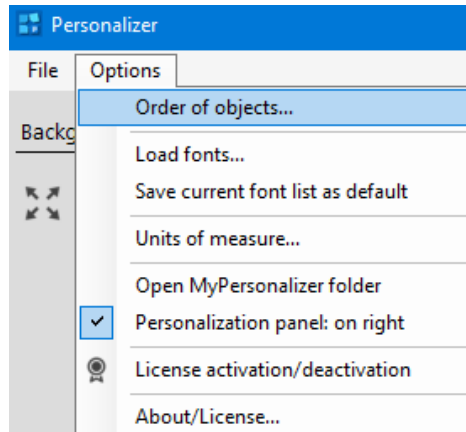 Personalizer
File Options
Order of objects...
Load fonts...
Save current font list as default
Units of measure...
Open MyPersonalizer folder
Personalization panel: on right
License activation/deactivation
About/License...